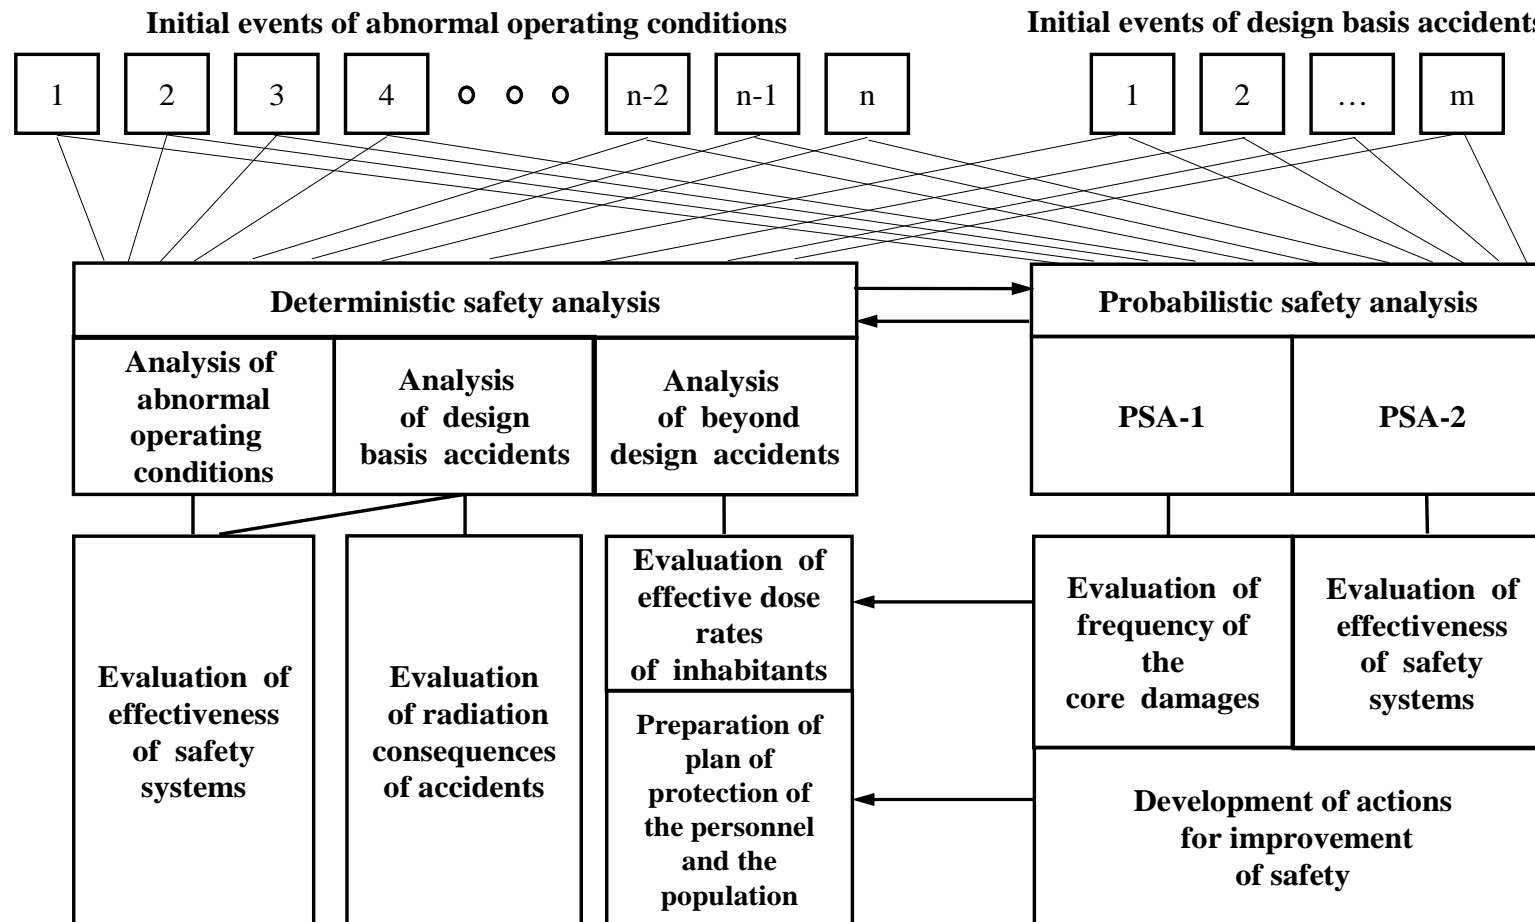 Initial events of abnormal operating conditions
Initial events of design basis accidents
1
2
3
4
n-2
n-1
n
1
2
…
m
Deterministic safety analysis
Probabilistic safety analysis
Analysis of
abnormal
operating
conditions
Analysis
of design
basis accidents
Analysis
of beyond
design accidents
PSA-1
PSA-2
Evaluation of
effectiveness
of safety
systems
Evaluation
of radiation
consequences
of accidents
Evaluation of
effective dose
rates
of inhabitants
Preparation of
plan of
protection of
the personnel
and the
population
Evaluation of
frequency of
the
core damages
Evaluation of
effectiveness
of safety
systems
Development of actions
for improvement
of safety